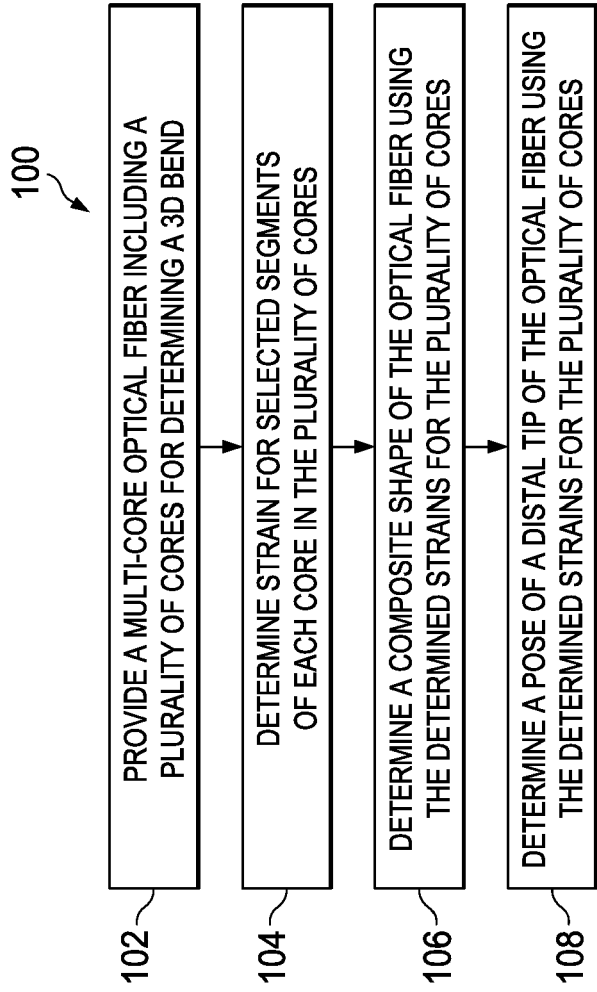 100
102
PROVIDE A MULTI-CORE OPTICAL FIBER INCLUDING A
PLURALITY OF CORES FOR DETERMINING A 3D BEND
104
DETERMINE STRAIN FOR SELECTED SEGMENTS
OF EACH CORE IN THE PLURALITY OF CORES
106
DETERMINE A COMPOSITE SHAPE OF THE OPTICAL FIBER USING
THE DETERMINED STRAINS FOR THE PLURALITY OF CORES
108
DETERMINE A POSE OF A DISTAL TIP OF THE OPTICAL FIBER USING
THE DETERMINED STRAINS FOR THE PLURALITY OF CORES